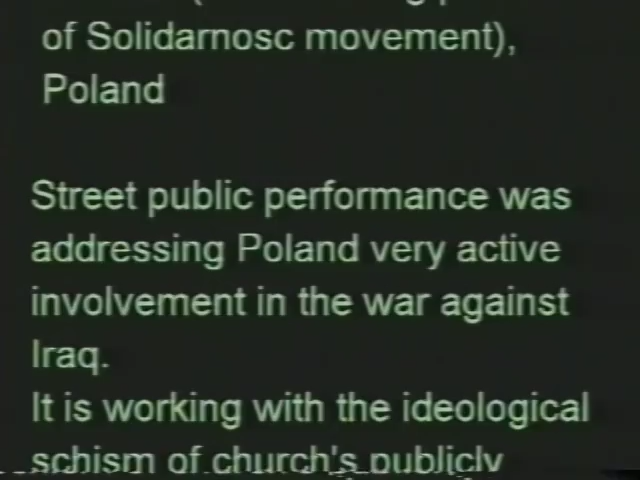 of Solidarnosc movement),
Poland
Street public performance was
addressing Poland very active
involvement in the war against
Iraq.
It is working with the ideological
schism of church's publicly